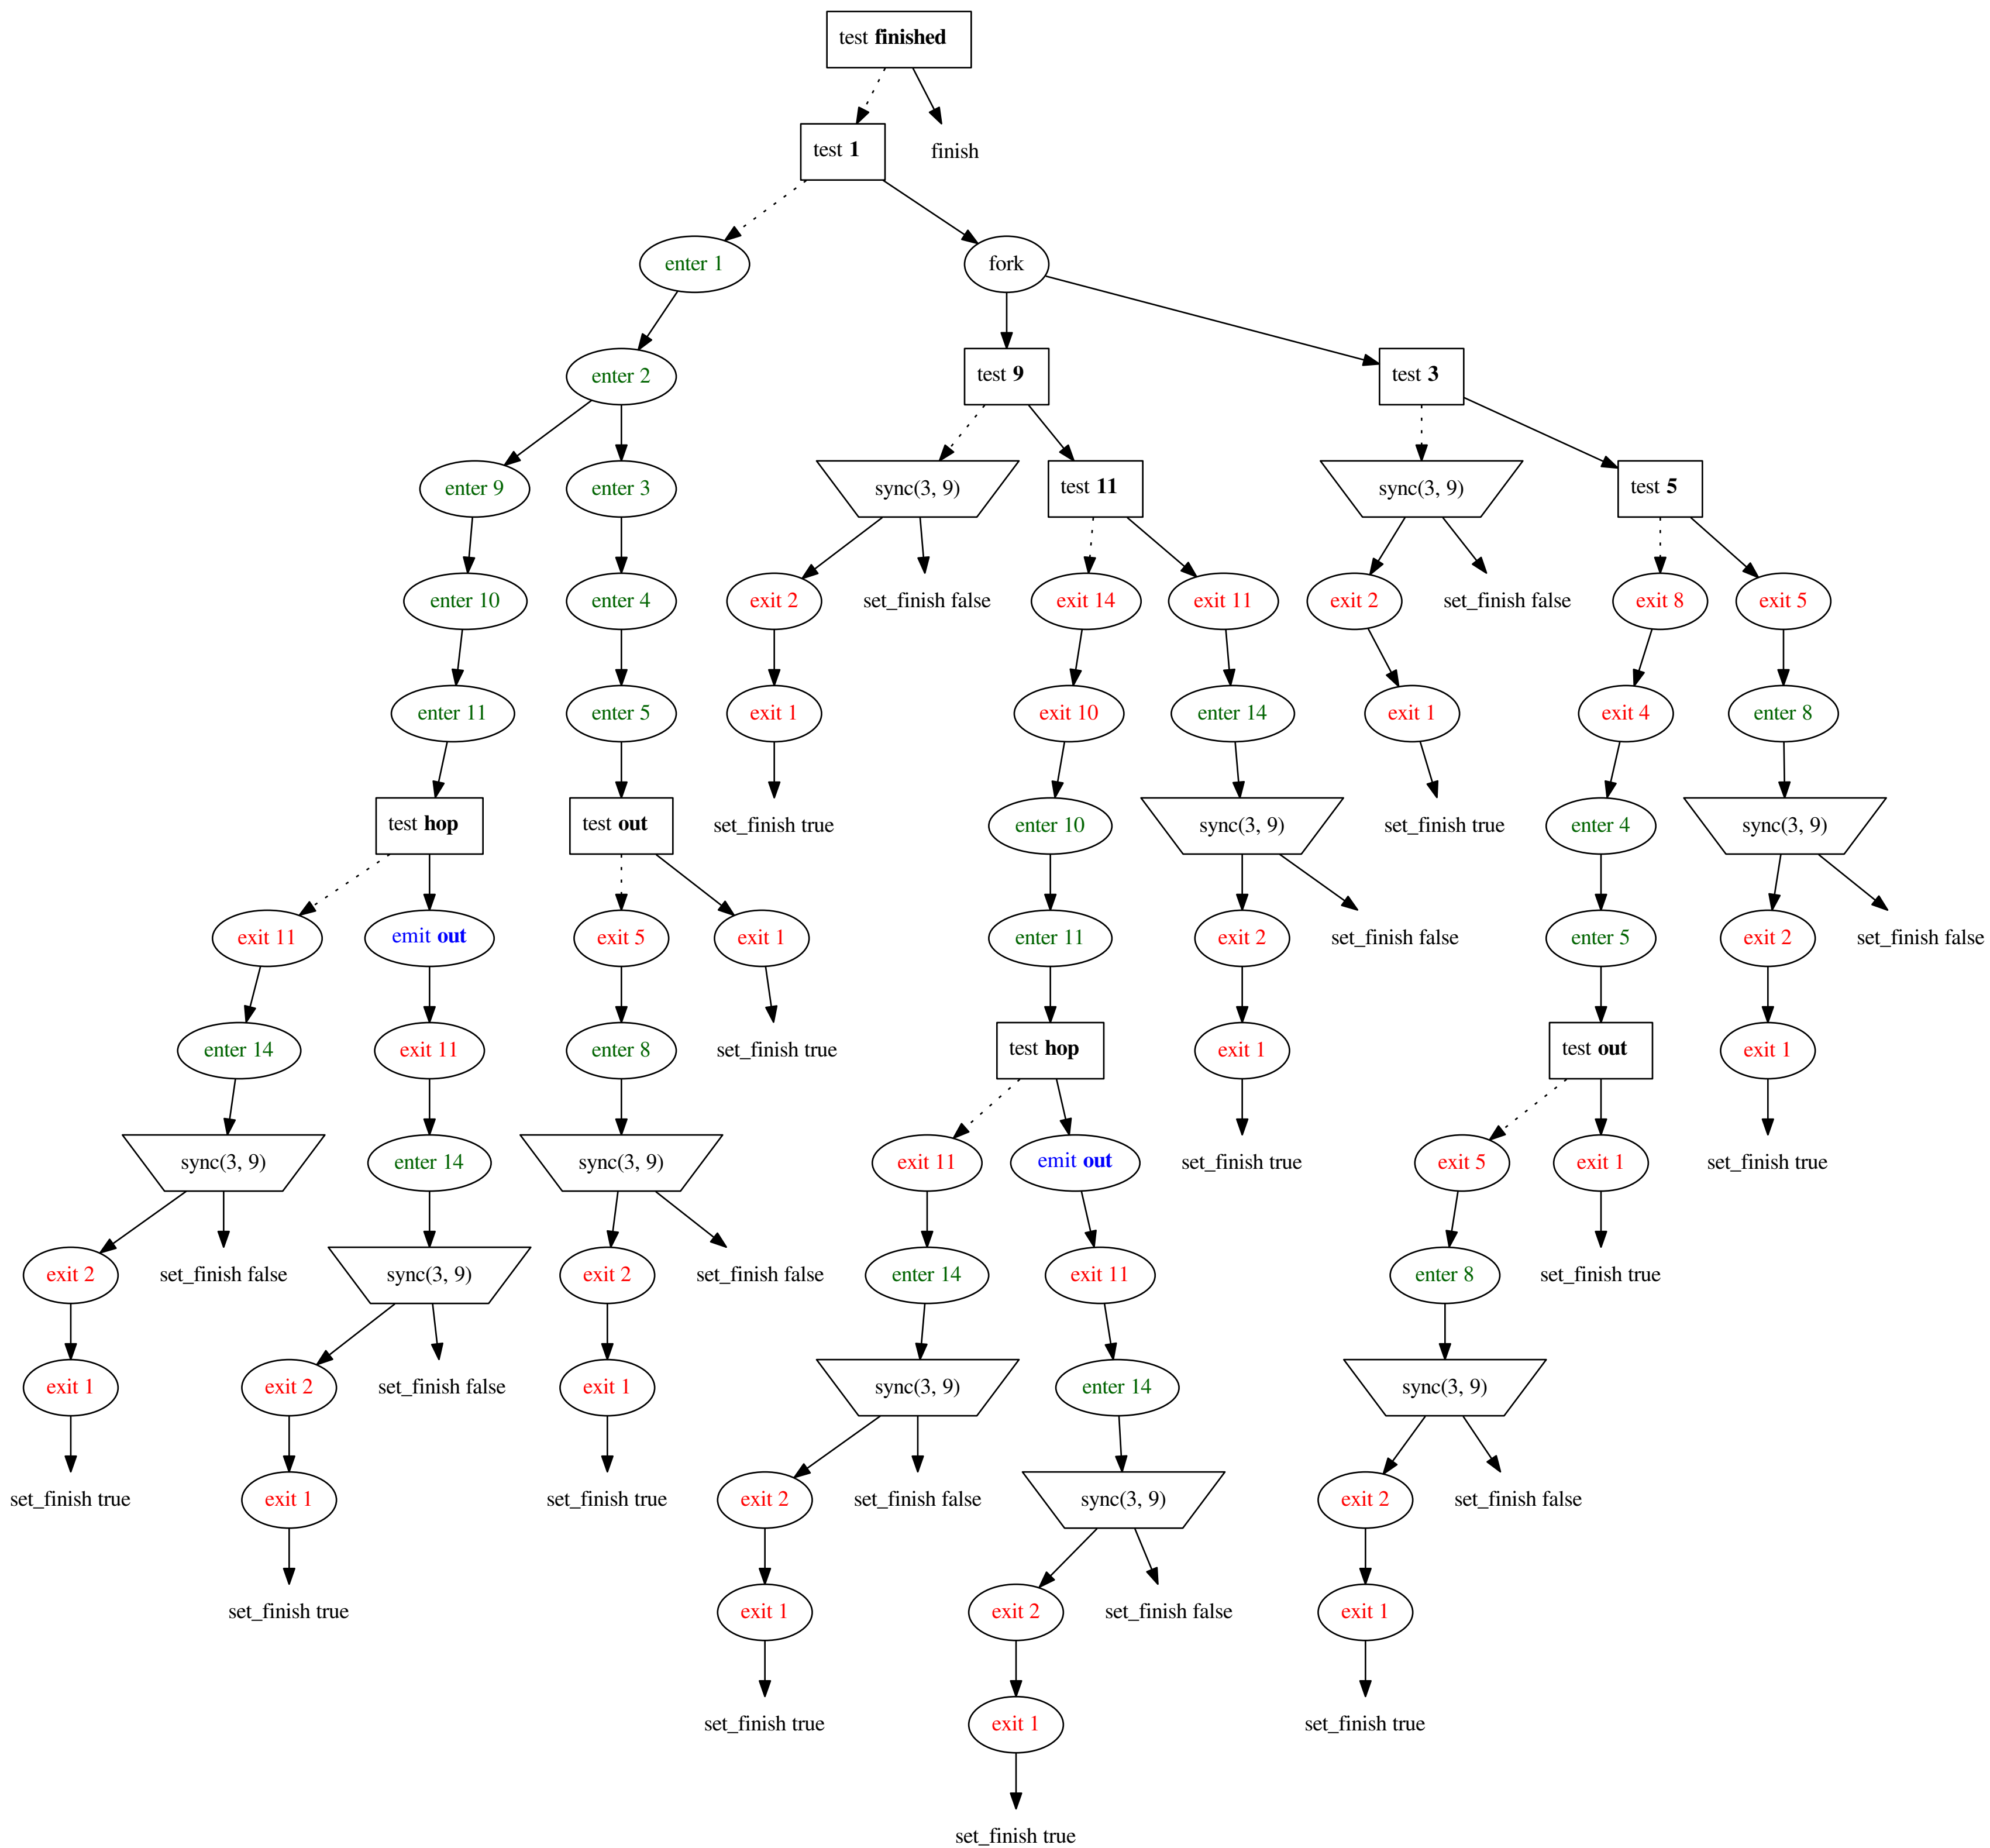 test finished
test 1
finish
enter 1
fork
enter 2
test 9
test 3
enter 9
enter 3
sync(3, 9)
test 11
sync(3, 9)
test 5
enter 10
enter 4
exit 2
set_finish false
exit 14
exit 11
exit 2
set_finish false
exit 8
exit 5
enter 11
enter 5
exit 1
exit 10
enter 14
exit 1
exit 4
enter 8
test hop
test out
set_finish true
enter 10
sync(3, 9)
set_finish true
enter 4
sync(3, 9)
exit 11
emit out
exit 5
exit 1
enter 11
exit 2
set_finish false
enter 5
exit 2
set_finish false
enter 14
exit 11
enter 8
set_finish true
test hop
exit 1
test out
exit 1
sync(3, 9)
enter 14
sync(3, 9)
exit 11
emit out
set_finish true
exit 5
exit 1
set_finish true
exit 2
set_finish false
sync(3, 9)
exit 2
set_finish false
enter 14
exit 11
enter 8
set_finish true
exit 1
exit 2
set_finish false
exit 1
sync(3, 9)
enter 14
sync(3, 9)
set_finish true
exit 1
set_finish true
exit 2
set_finish false
sync(3, 9)
exit 2
set_finish false
set_finish true
exit 1
exit 2
set_finish false
exit 1
set_finish true
exit 1
set_finish true
set_finish true